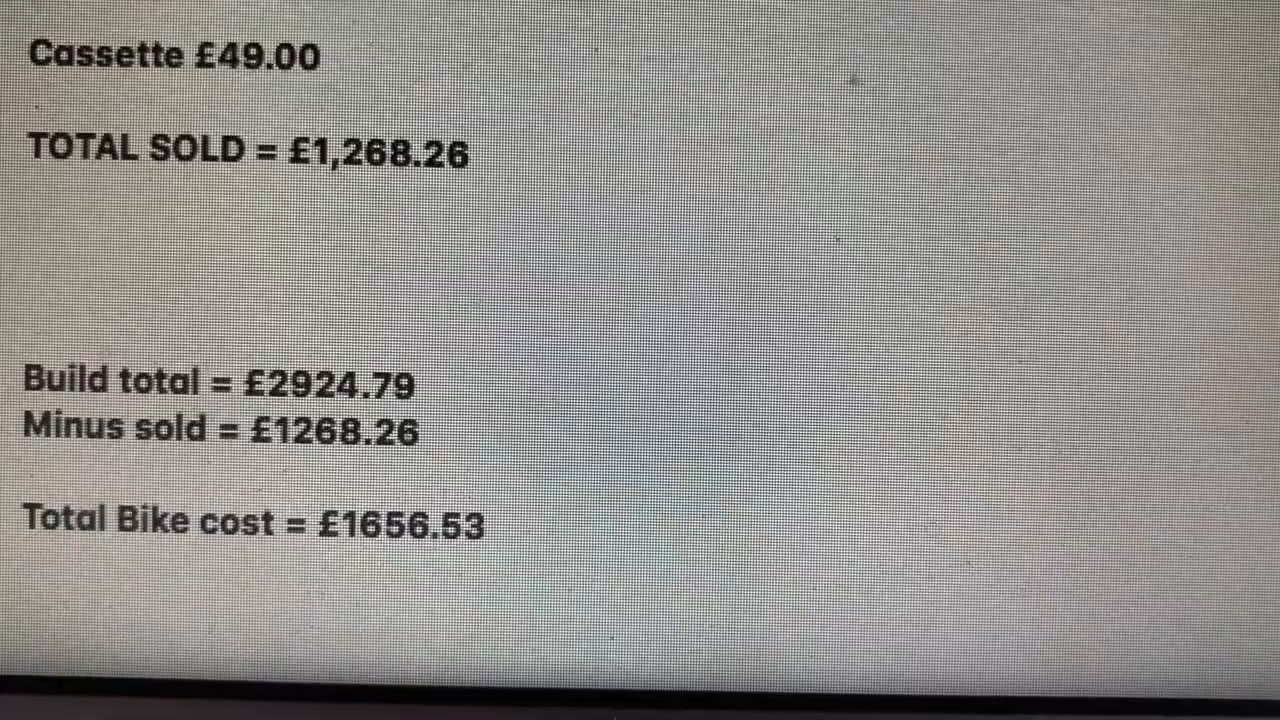 Cassette £49.00
TOTAL SOLD = £1,268.26
Build total = £2924.79
Minus sold = £1268.26
Total Bike cost = £1656.53